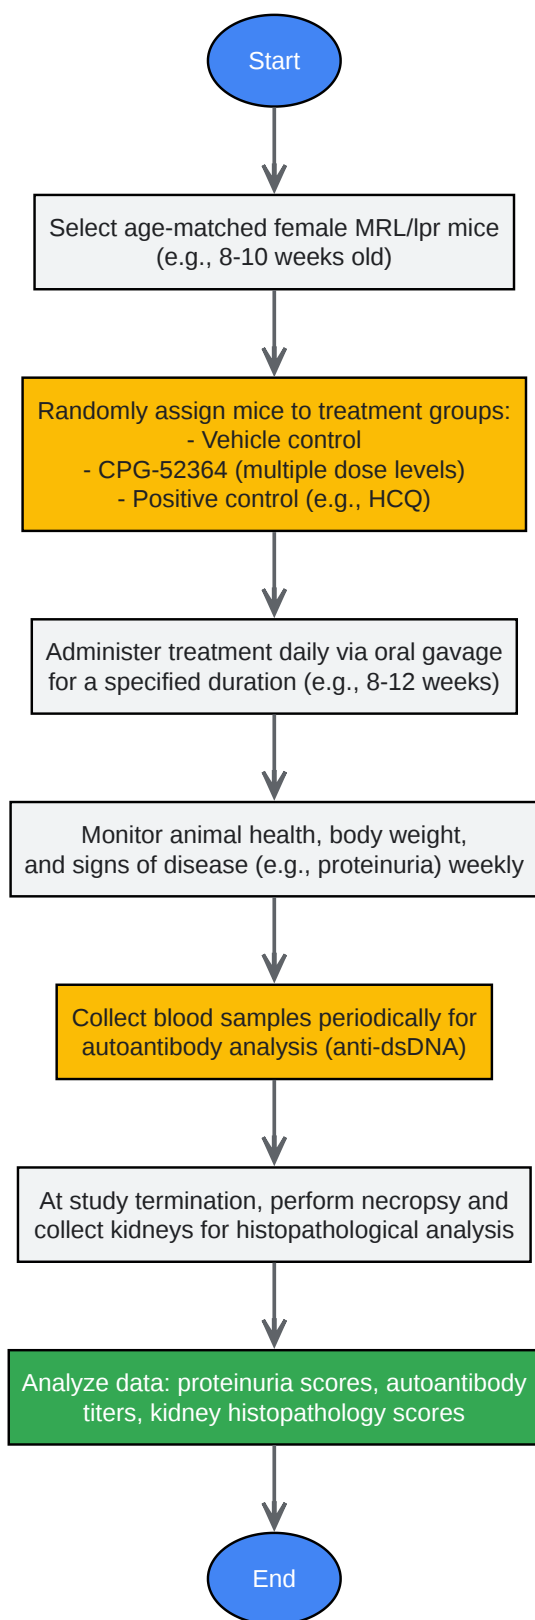 Start
Select age-matched female MRL/lpr mice
(e.g., 8-10 weeks old)
Randomly assign mice to treatment groups:
- Vehicle control
- CPG-52364 (multiple dose levels)
- Positive control (e.g., HCQ)
Administer treatment daily via oral gavage
for a specified duration (e.g., 8-12 weeks)
Monitor animal health, body weight,
and signs of disease (e.g., proteinuria) weekly
Collect blood samples periodically for
autoantibody analysis (anti-dsDNA)
At study termination, perform necropsy and
collect kidneys for histopathological analysis
Analyze data: proteinuria scores, autoantibody
titers, kidney histopathology scores
End